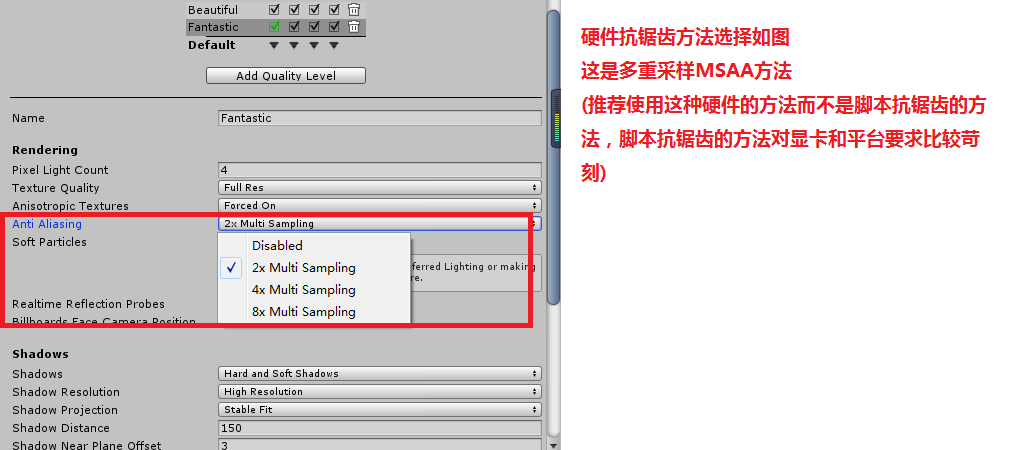 Beautiful
Fantastic
Default
Add Quality Level
Name Fantastic
Rendering
Pixel Light Count 4
Texture Quality Full Res
Anisotropic Textures Forced On
Anti Aliasing 2x Multi Sampling
Soft Particles
Disabled
2x Multi Sampling
ferred Lighting or making
4x Multi Sampling
re.
Realtime Reflection Probes
8x Multi Sampling
Billboards Face Camera Position
Shadows
Shadows Hard and Soft Shadows
Shadow Resolution High Resolution
Shadow Projection Stable Fit
Shadow Distance 150
Shadow Near Plane Offset 3
硬件抗锯齿方法选择如图
这是多重采样MSAA方法
(推荐使用这种硬件的方法而不是脚本抗锯齿的方
法，脚本抗锯齿的方法对显卡和平台要求比较苛
刻)